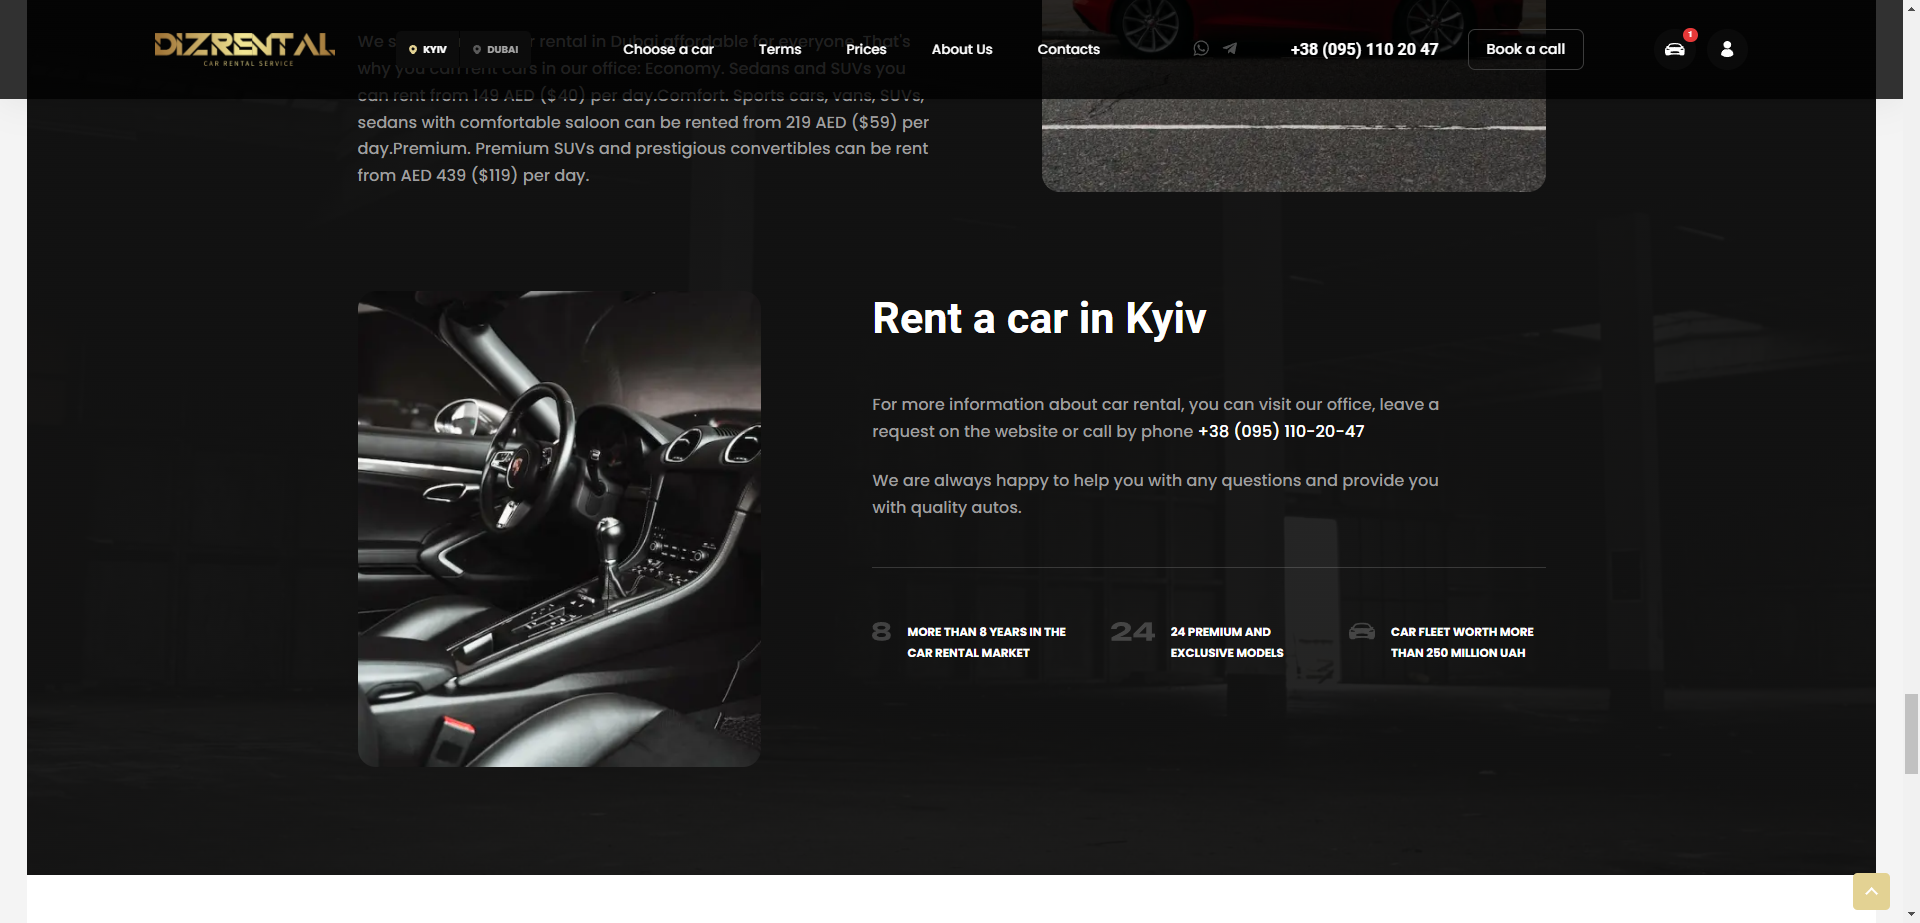 DIZRENTAL
CAR RENTAL SERVICE
KYIV
DUBAI
Choose a car
Terms
Prices
About Us
Contacts
+38 (095) 110 20 47
Book a call
1
We s r rental in Dubai affordable for everyone. That's
why you can rent cars in our office: Economy. Sedans and SUVs you
can rent from 149 AED ($40) per day.Comfort. Sports cars, vans, SUVs,
sedans with comfortable saloon can be rented from 219 AED ($59) per
day.Premium. Premium SUVs and prestigious convertibles can be rent
from AED 439 ($119) per day.
Rent a car in Kyiv
For more information about car rental, you can visit our office, leave a
request on the website or call by phone +38 (095) 110-20-47
We are always happy to help you with any questions and provide you
with quality autos.
8
MORE THAN 8 YEARS IN THE
CAR RENTAL MARKET
24
24 PREMIUM AND
EXCLUSIVE MODELS
CAR FLEET WORTH MORE
THAN 250 MILLION UAH